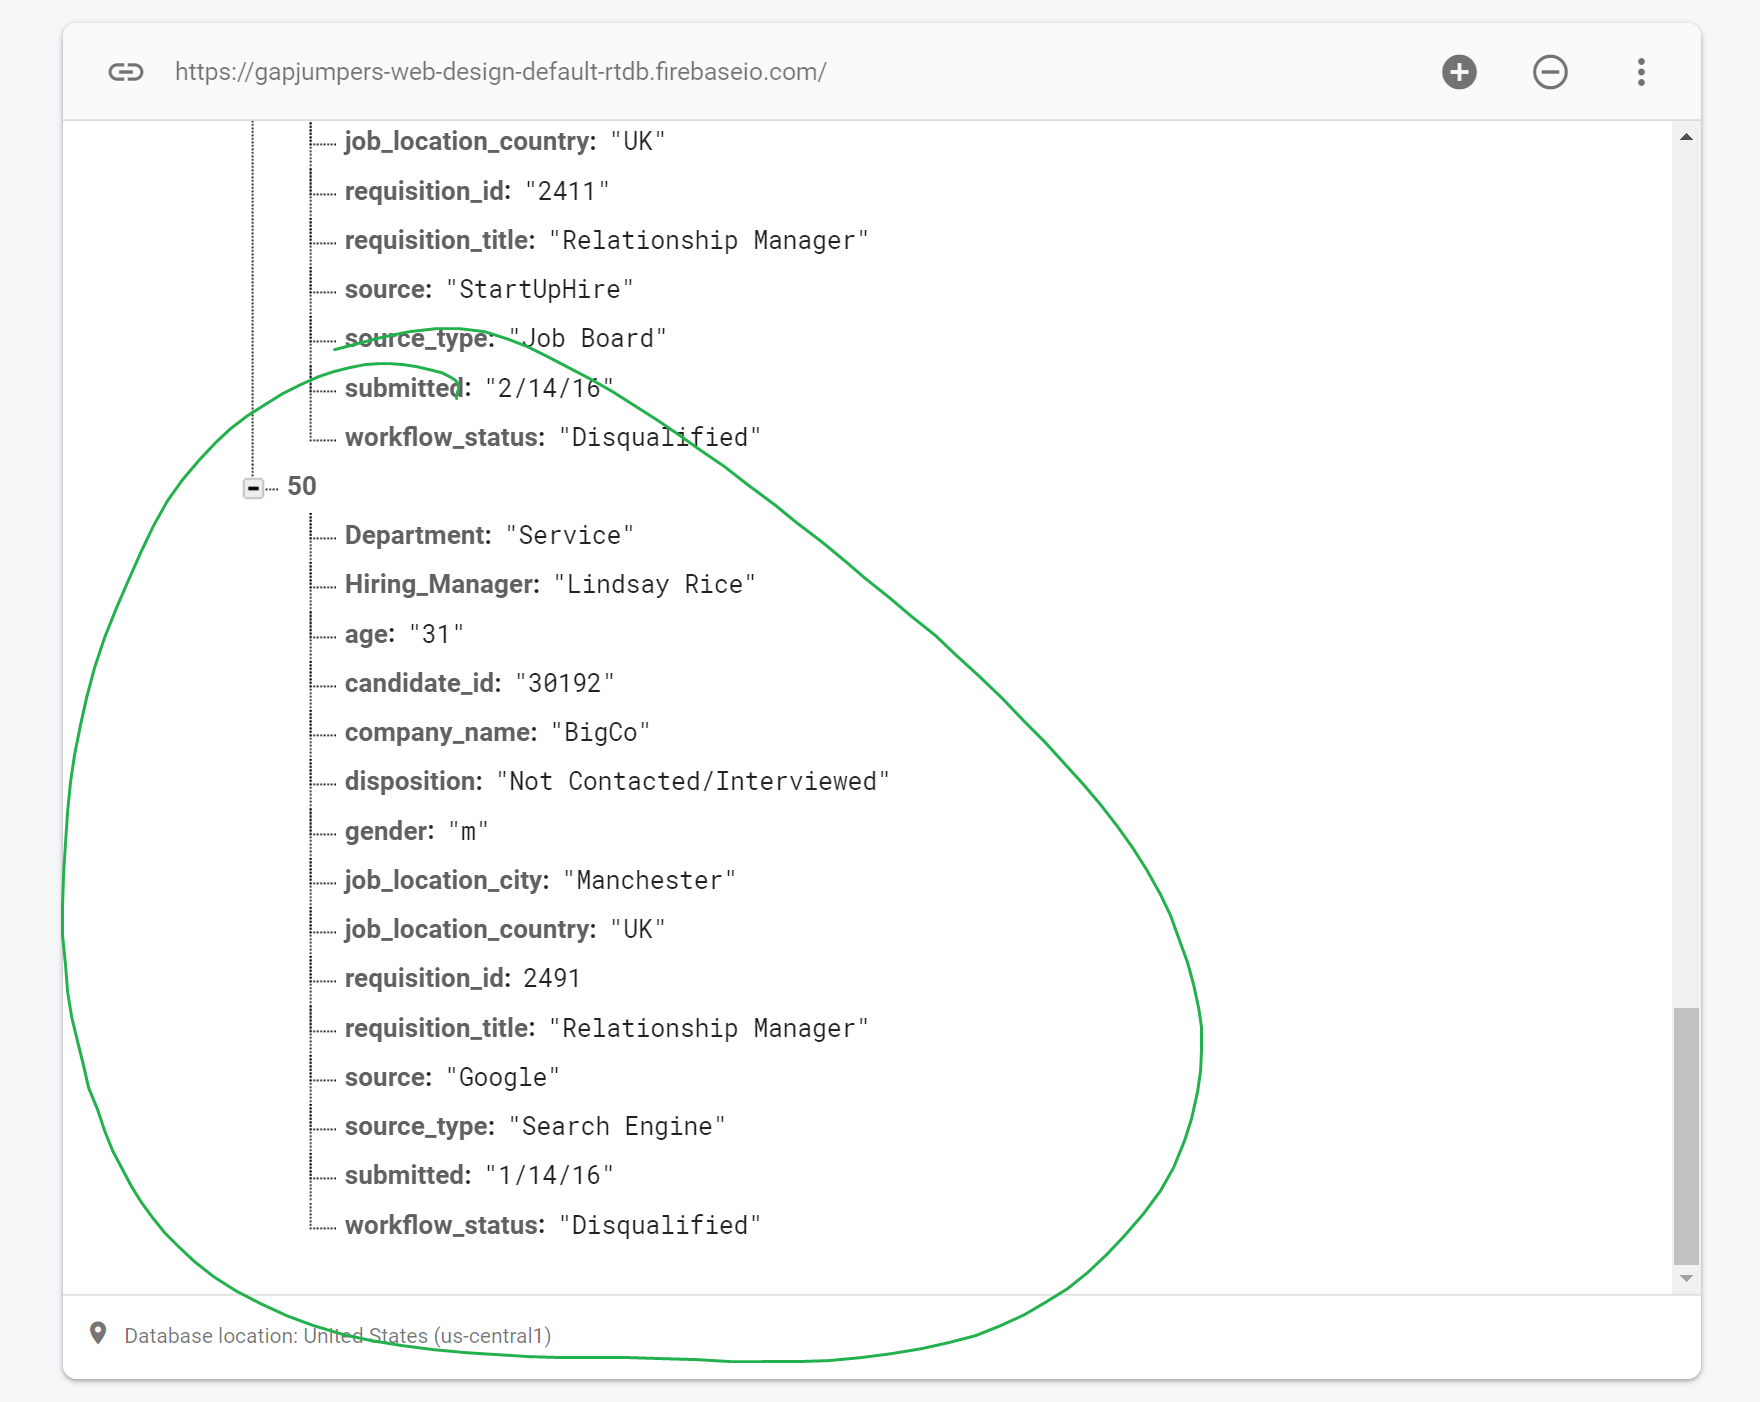 https://gapjumpers-web-design-default-rtdb.firebaseio.com/
job_location_country: "UK"
requisition_id: "2411"
requisition_title: "Relationship Manager"
source: "StartUpHire"
source_type: "Job Board"
submitted: "2/14/16"
workflow_status: "Disqualified"
50
Department: "Service"
Hiring_Manager: "Lindsay Rice"
age: "31"
candidate_id: "30192"
company_name: "BigCo"
disposition: "Not Contacted/Interviewed"
gender: "m"
job_location_city: "Manchester"
job_location_country: "UK"
requisition_id: 2491
requisition_title: "Relationship Manager"
source: "Google"
source_type: "Search Engine"
submitted: "1/14/16"
workflow_status: "Disqualified"
Database location: United States (us-central1)